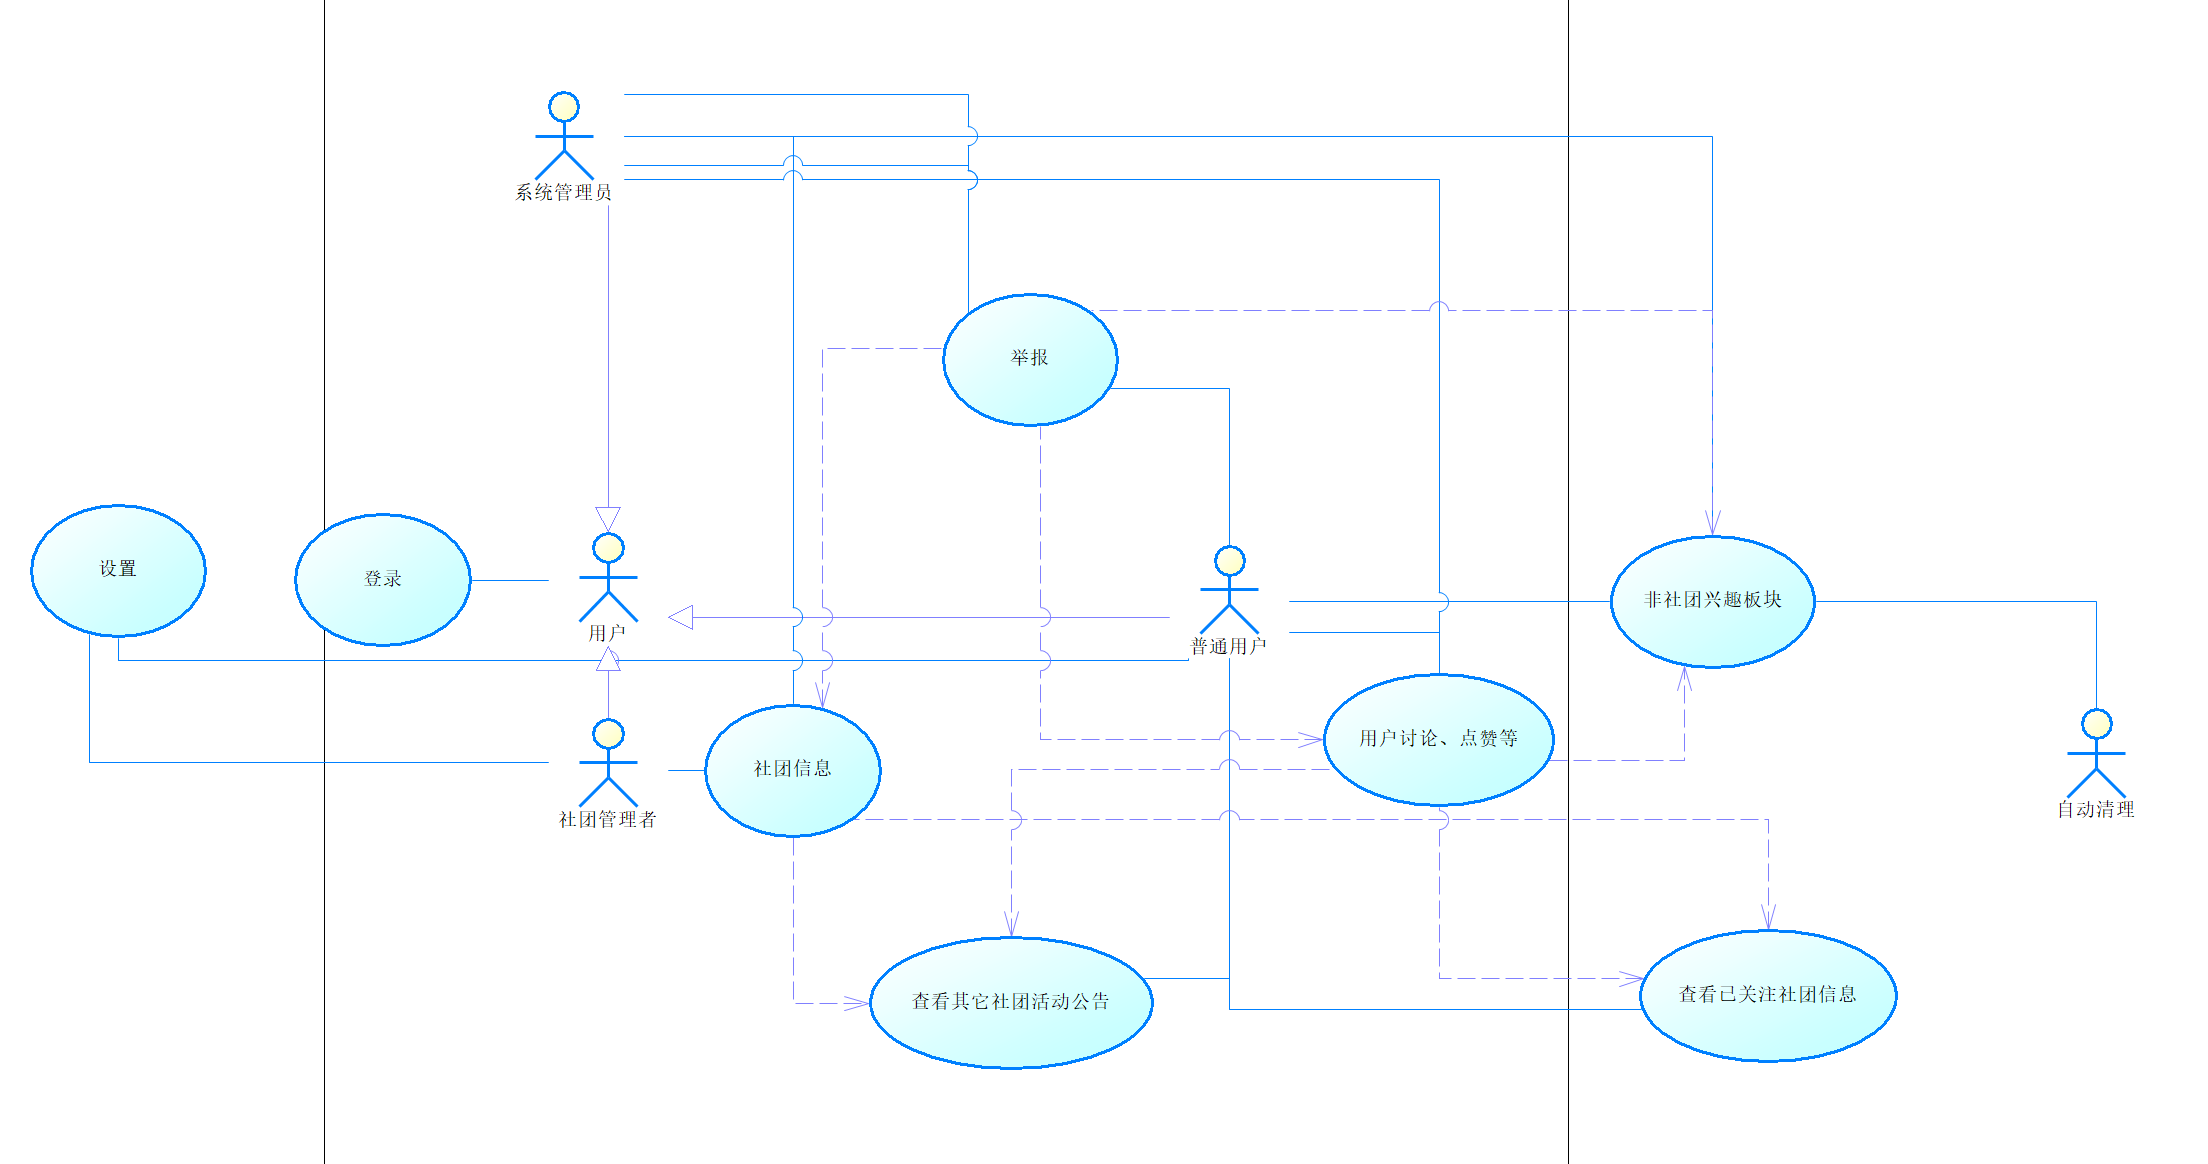 系统管理员
举报
设置
登录
用户
普通用户
非社团兴趣板块
社团管理者
社团信息
用户讨论、点赞等
自动清理
查看其它社团活动公告
查看已关注社团信息